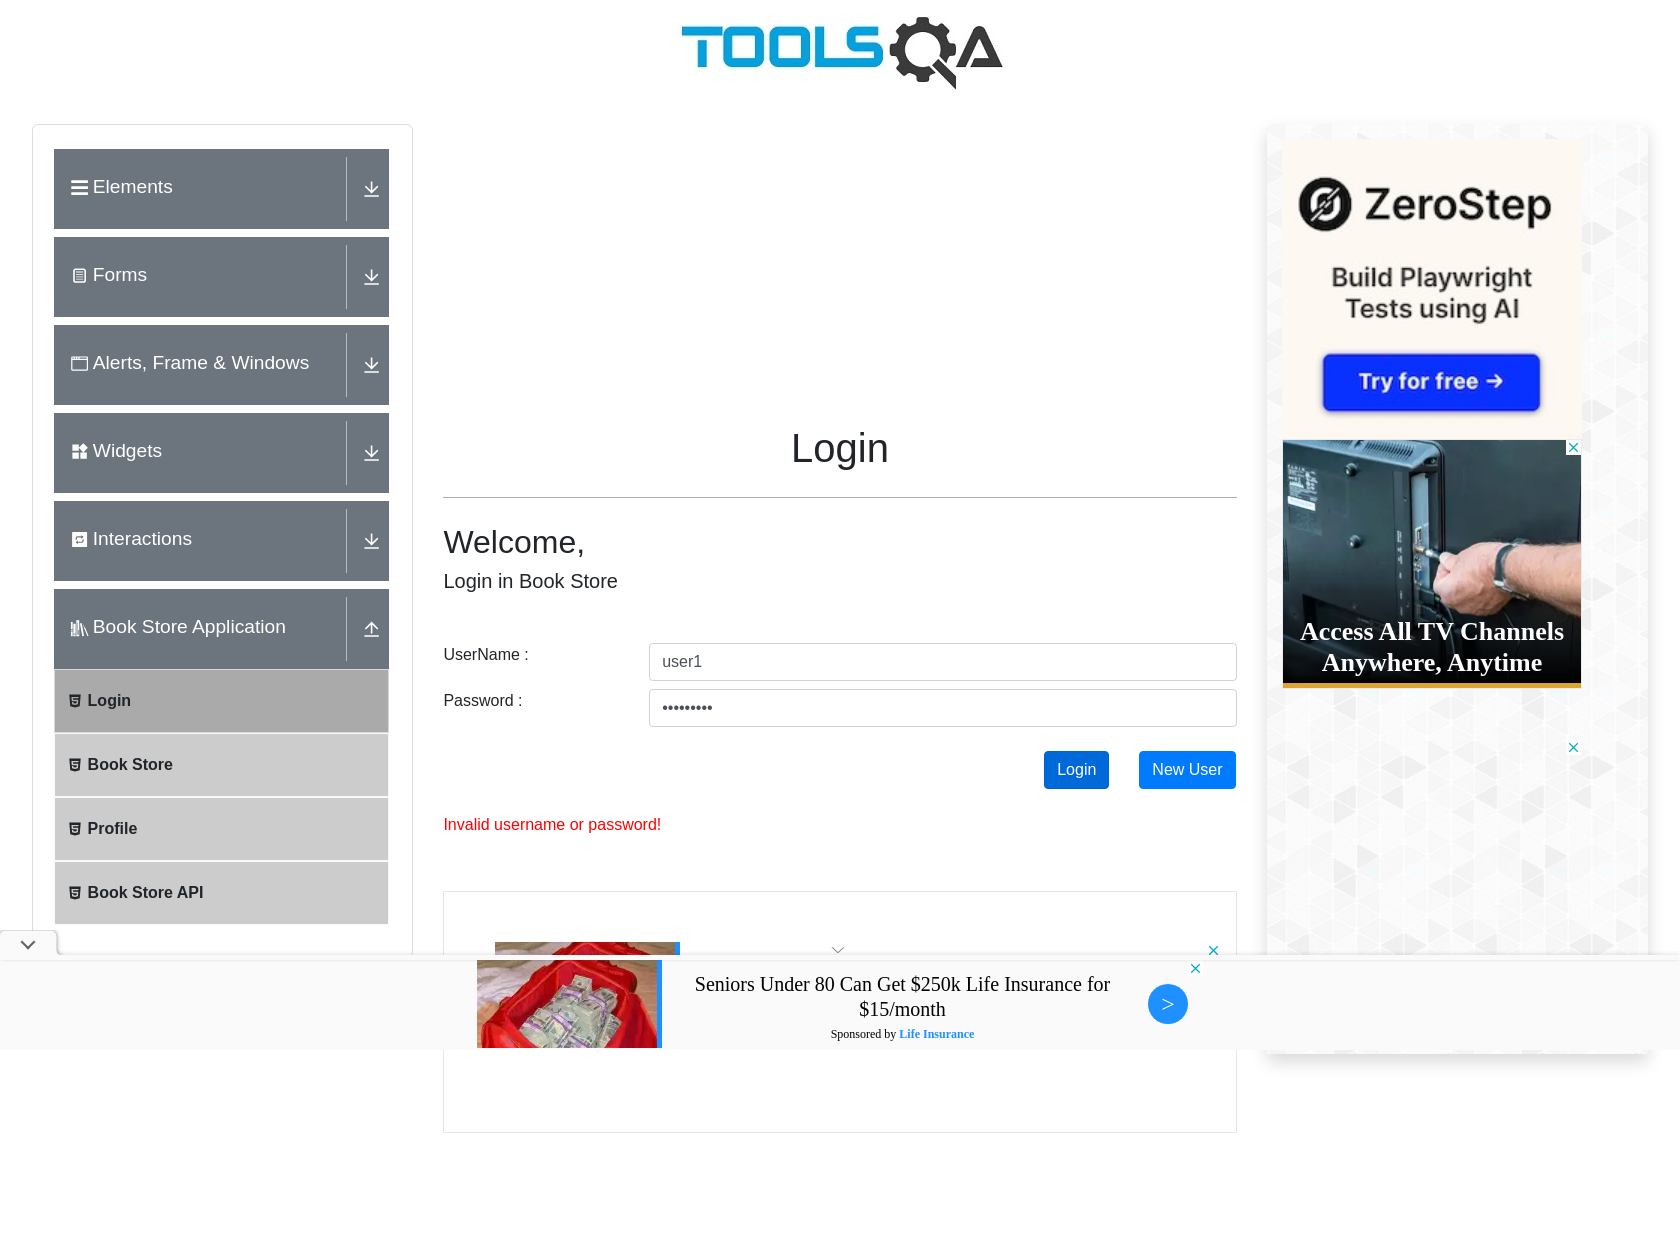 TOOLSQA
Elements
Forms
Alerts, Frame & Windows
Widgets
Interactions
Book Store Application
Login
Book Store
Profile
Book Store API
Login
Welcome,
Login in Book Store
UserName :
user1
Password :
•••••••••
Login
New User
Invalid username or password!
ZeroStep
Build Playwright
Tests using AI
Try for free →
Access All TV Channels
Anywhere, Anytime
Seniors Under 80 Can Get $250k Life Insurance for
$15/month
Sponsored by Life Insurance
>